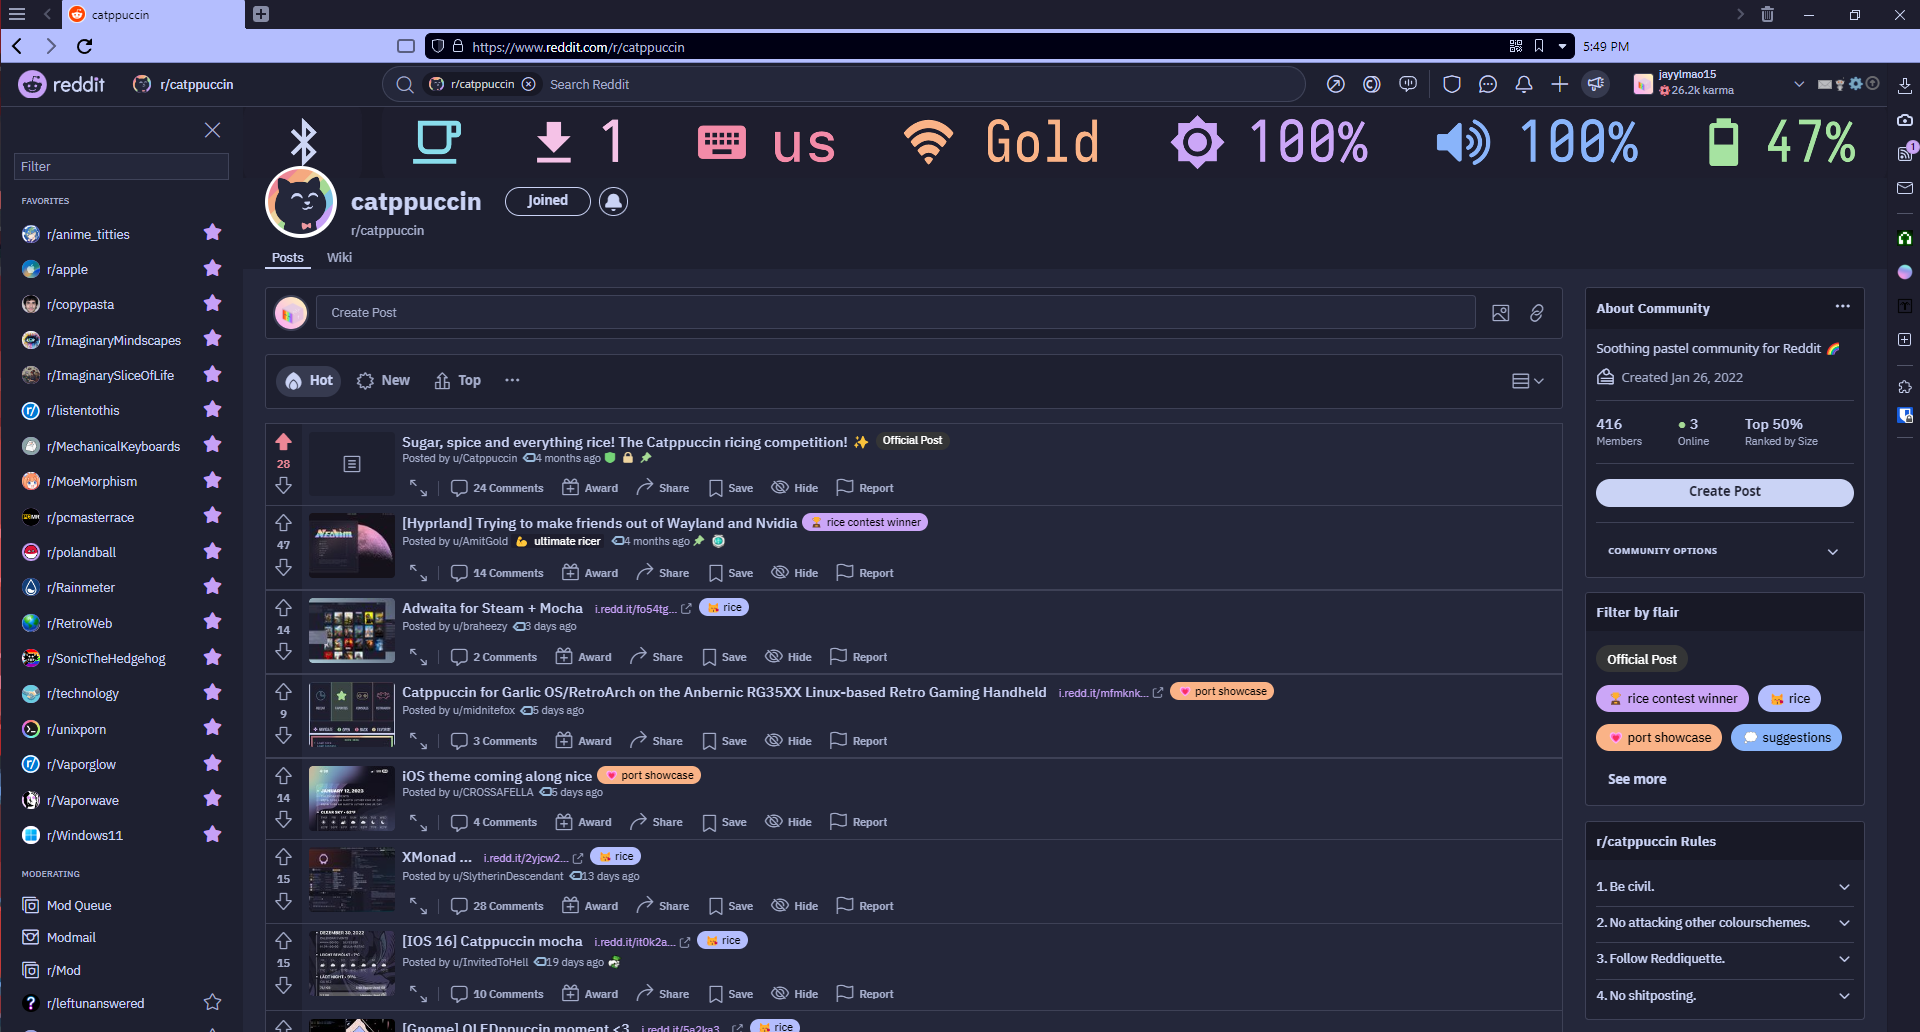 catppuccin
https://www.reddit.com/r/catppuccin
5:49 PM
reddit
r/catppuccin
r/catppuccin
Search Reddit
jayylmao15
26.2k karma
1
1
us
Gold
100%
100%
47%
Filter
FAVORITES
r/anime_titties
r/apple
r/copypasta
r/ImaginaryMindscapes
r/ImaginarySliceOfLife
r/listentothis
r/MechanicalKeyboards
r/MoeMorphism
r/pcmasterrace
r/polandball
r/Rainmeter
r/RetroWeb
r/SonicTheHedgehog
r/technology
r/unixporn
r/Vaporglow
r/Vaporwave
r/Windows11
MODERATING
Mod Queue
Modmail
r/Mod
r/leftunanswered
catppuccin
Joined
r/catppuccin
Posts
Wiki
Create Post
Hot
New
Top
28
Sugar, spice and everything rice! The Catppuccin ricing competition! ✨ Official Post
Posted by u/Catppuccin 4 months ago
24 Comments Award Share Save Hide Report
47
[Hyprland] Trying to make friends out of Wayland and Nvidia 🏆 rice contest winner
Posted by u/AmitGold 💪 ultimate ricer 4 months ago
14 Comments Award Share Save Hide Report
14
Adwaita for Steam + Mocha i.redd.it/fo54tg... rice
Posted by u/braheezy 3 days ago
2 Comments Award Share Save Hide Report
9
Catppuccin for Garlic OS/RetroArch on the Anbernic RG35XX Linux-based Retro Gaming Handheld i.redd.it/mfmknk... port showcase
Posted by u/midnitefox 5 days ago
3 Comments Award Share Save Hide Report
14
iOS theme coming along nice port showcase
Posted by u/CROSSAFELLA 5 days ago
4 Comments Award Share Save Hide Report
JANUARY 12, 2023
15
XMonad ... i.redd.it/2yjcw2... rice
Posted by u/SlytherinDescendant 13 days ago
28 Comments Award Share Save Hide Report
15
[IOS 16] Catppuccin mocha i.redd.it/it0k2a... rice
Posted by u/InvitedToHell 19 days ago
10 Comments Award Share Save Hide Report
DEZEMBER 30, 2022
[Gnome] OLEDppuccin moment <3 i.redd.it/5a2ka3... rice
About Community
Soothing pastel community for Reddit 🌈
Created Jan 26, 2022
416
Members
3
Online
Top 50%
Ranked by Size
Create Post
COMMUNITY OPTIONS
Filter by flair
Official Post
rice contest winner
rice
port showcase
suggestions
See more
r/catppuccin Rules
1. Be civil.
2. No attacking other colourschemes.
3. Follow Reddiquette.
4. No shitposting.